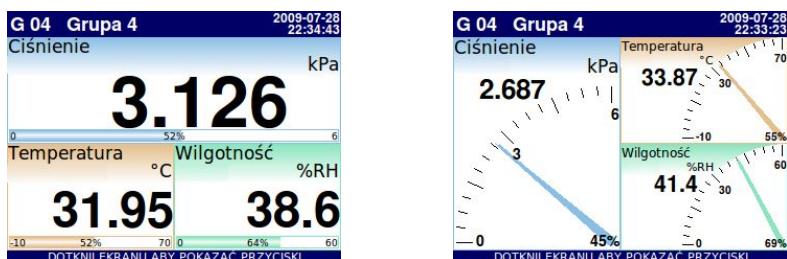 G 04 Grupa 4 2009-07-28
22:34:43
Ciśnienie
kPa
3.126
0 52% 6
Temperatura
°C
31.95
-10 52% 70
Wilgotność
%RH
38.6
0 64% 60
DOTKNIJ EKRANU ABY POKAZAĆ PRZYCISKI
G 04 Grupa 4 2009-07-28
22:33:23
Ciśnienie
kPa
2.687
6
3
0
45%
Temperatura
°C
33.87
70
30
-10
55%
Wilgotność
%RH
41.4
60
30
0
69%
DOTKNIJ EKRANU ABY POKAZAĆ PRZYCISKI